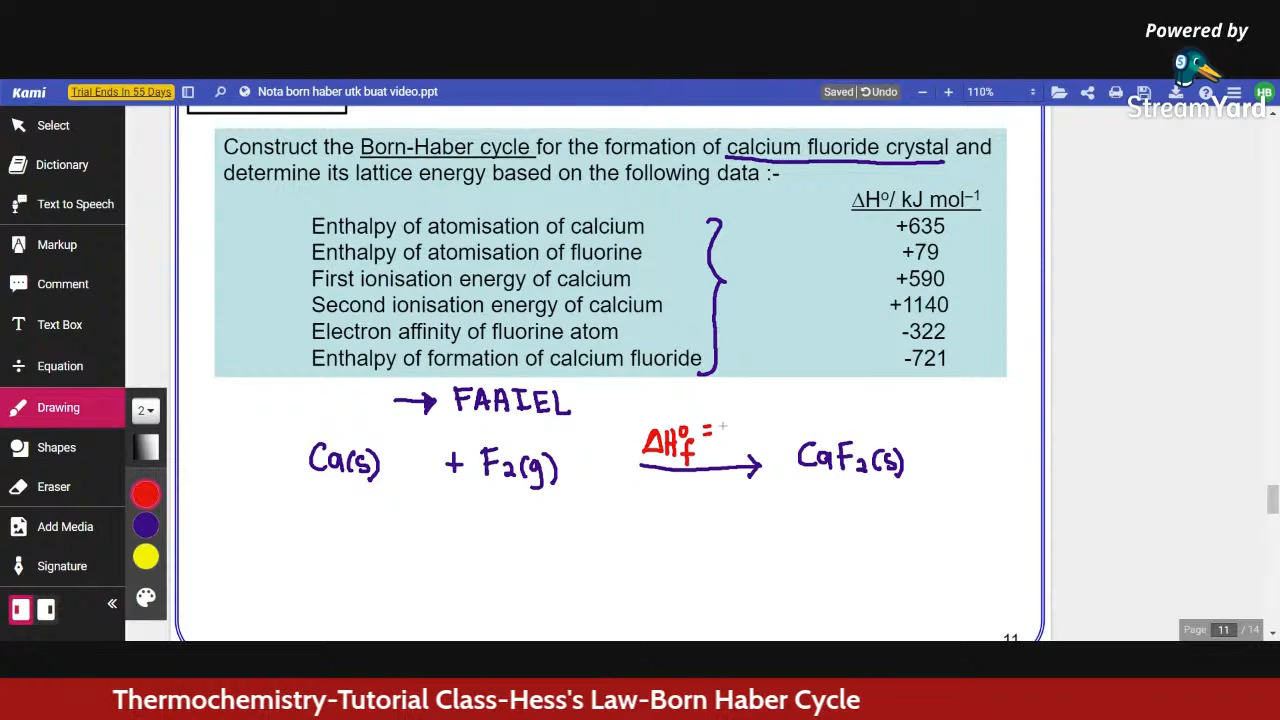 Powered by
StreamYard
Kami
Trial Ends In 55 Days
Nota born haber utk buat video.ppt
Saved Undo
110%
HB
Select
Dictionary
Text to Speech
Markup
Comment
Text Box
Equation
Drawing
2
Shapes
Eraser
Add Media
Signature
Construct the Born-Haber cycle for the formation of calcium fluoride crystal and
determine its lattice energy based on the following data :-
ΔHº/ kJ mol⁻¹
Enthalpy of atomisation of calcium +635
Enthalpy of atomisation of fluorine +79
First ionisation energy of calcium +590
Second ionisation energy of calcium +1140
Electron affinity of fluorine atom -322
Enthalpy of formation of calcium fluoride -721
→ FAAIEL
ΔHº_f =
Ca(s) + F₂(g) → CaF₂(s)
11
Page 11 / 14
Thermochemistry-Tutorial Class-Hess's Law-Born Haber Cycle